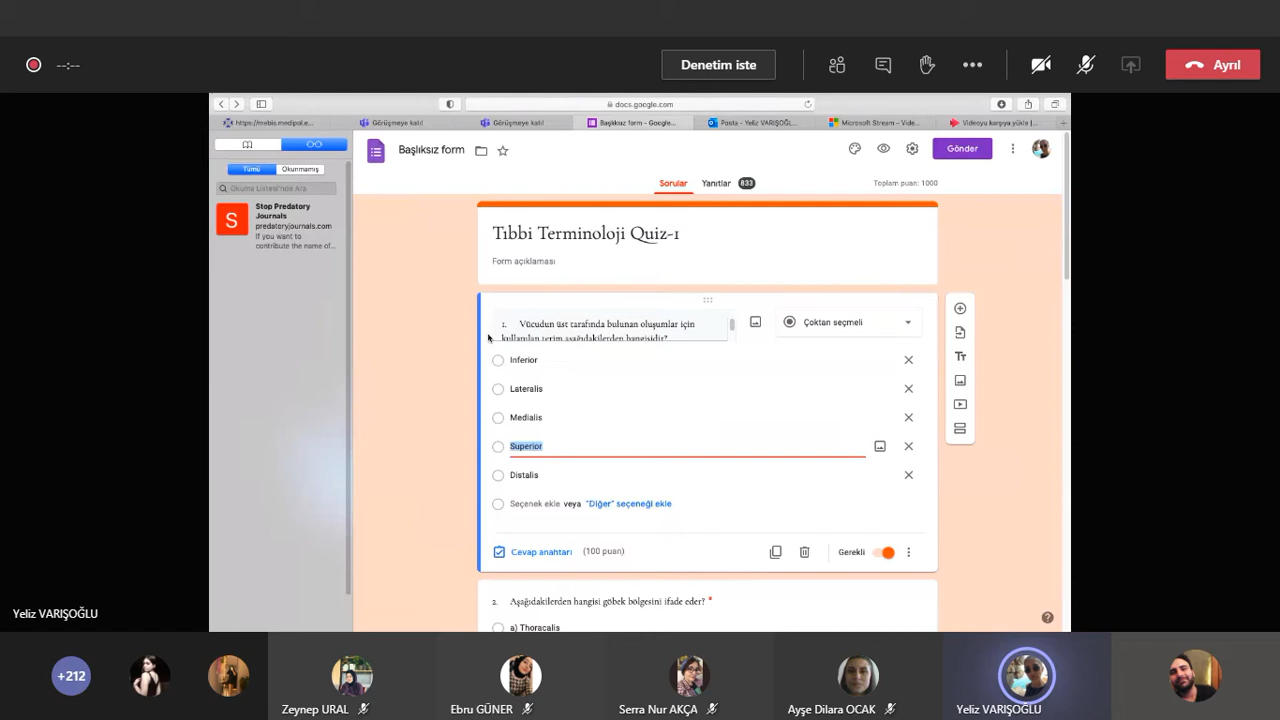 --:--
Denetim iste
Ayrıl
docs.google.com
https://mebis.medipol.e...
Görüşmeye katıl
Görüşmeye katıl
Başlıksız form - Google...
Posta - Yeliz VARIŞOĞL...
Microsoft Stream – Vide...
Videoyu karşıya yükle |...
Tümü
Okunmamış
Okuma Listesi'nde Ara
S
Stop Predatory
Journals
predatoryjournals.com
If you want to
contribute the name of...
Başlıksız form
Gönder
Sorular
Yanıtlar 833
Toplam puan: 1000
Tıbbi Terminoloji Quiz-1
Form açıklaması
1. Vücudun üst tarafında bulunan oluşumlar için
kullanılan terim aşağıdakilerden hangisidir?
Çoktan seçmeli
Inferior
Lateralis
Medialis
Superior
Distalis
Seçenek ekle veya "Diğer" seçeneği ekle
Cevap anahtarı (100 puan)
Gerekli
2. Aşağıdakilerden hangisi göbek bölgesini ifade eder? *
a) Thoracalis
Yeliz VARIŞOĞLU
+212
Zeynep URAL
Ebru GÜNER
Serra Nur AKÇA
Ayşe Dilara OCAK
Yeliz VARIŞOĞLU